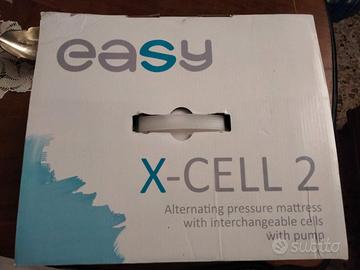 easy
X-CELL 2
Alternating pressure mattress
with interchangeable cells
with pump
subito